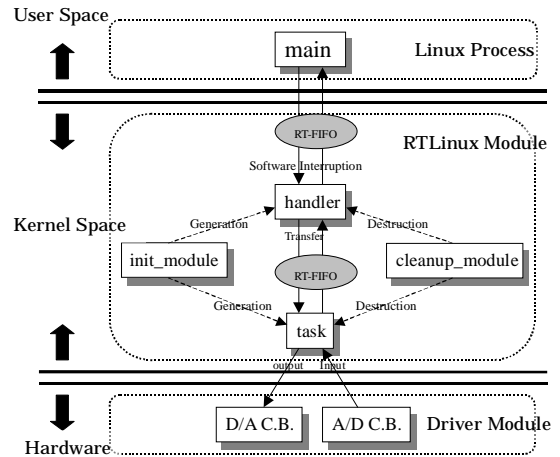 User Space
main
Linux Process
RT-FIFO
RTLinux Module
Software Interruption
handler
Generation
Destruction
Kernel Space
Transfer
init_module
RT-FIFO
cleanup_module
Generation
Destruction
task
output
Input
D/A C.B.
A/D C.B.
Driver Module
Hardware